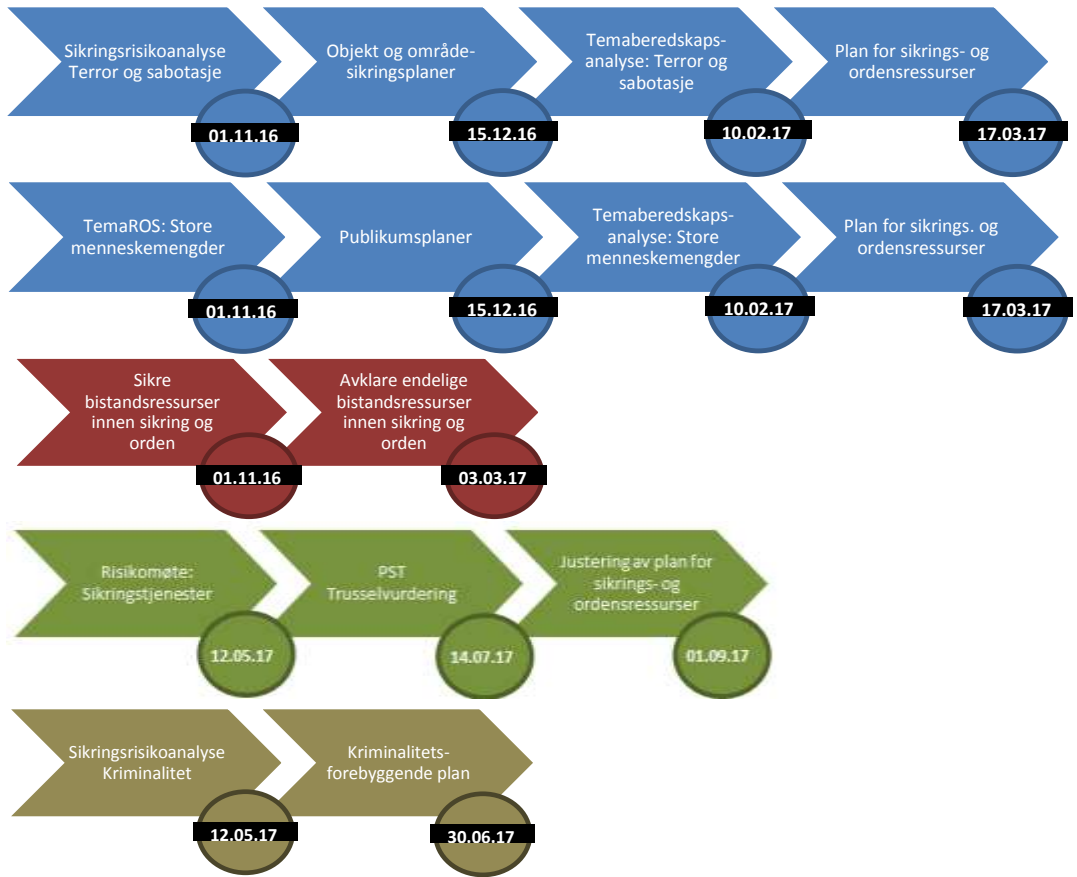 Sikringsrisikoanalyse
Terror og sabotasje
01.11.16
Objekt og område-
sikringsplaner
15.12.16
Temaberedskaps-
analyse: Terror og
sabotasje
10.02.17
Plan for sikrings- og
ordensressurser
17.03.17
TemaROS: Store
menneskemengder
01.11.16
Publikumsplaner
15.12.16
Temaberedskaps-
analyse: Store
menneskemengder
10.02.17
Plan for sikrings. og
ordensressurser
17.03.17
Sikre
bistandsressurser
innen sikring og
orden
01.11.16
Avklare endelige
bistandsressurser
innen sikring og
orden
03.03.17
Risikomøte:
Sikringstjenester
12.05.17
PST
Trusselvurdering
14.07.17
Justering av plan for
sikrings- og
ordensressurser
01.09.17
Sikringsrisikoanalyse
Kriminalitet
12.05.17
Kriminalitets-
forebyggende plan
30.06.17